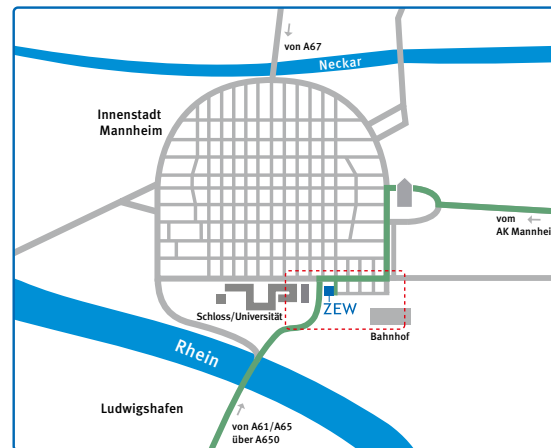 von A67
Neckar
Innenstadt
Mannheim
vom
AK Mannhei
Schloss/Universität
ZEW
Bahnhof
Rhein
Ludwigshafen
von A61/A65
über A650